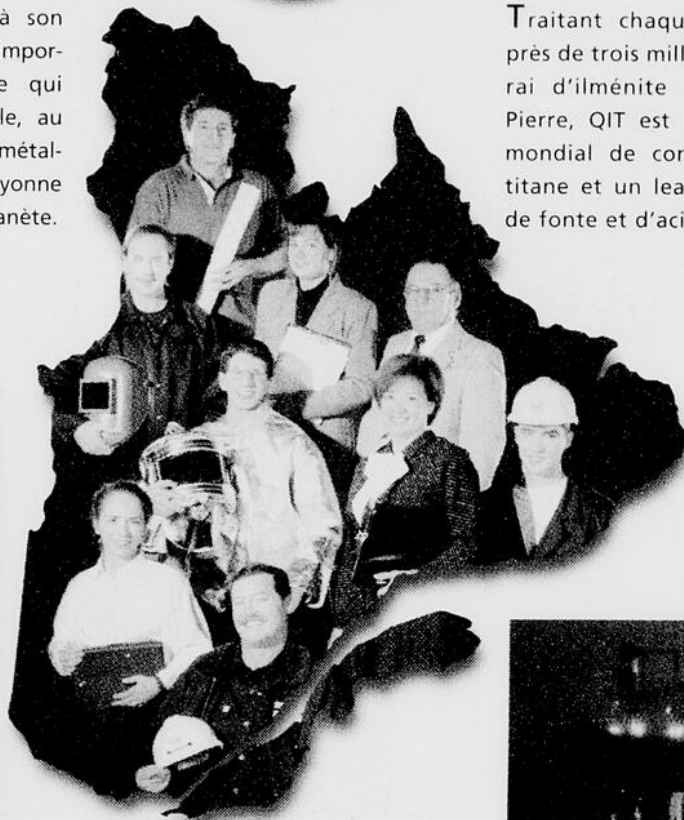 à son
impor-
e qui
le, au
métal-
yonne
anète.
Traitant chaqu
près de trois mill
rai d'ilménite
Pierre, QIT est
mondial de cor
titane et un lea
de fonte et d'aci